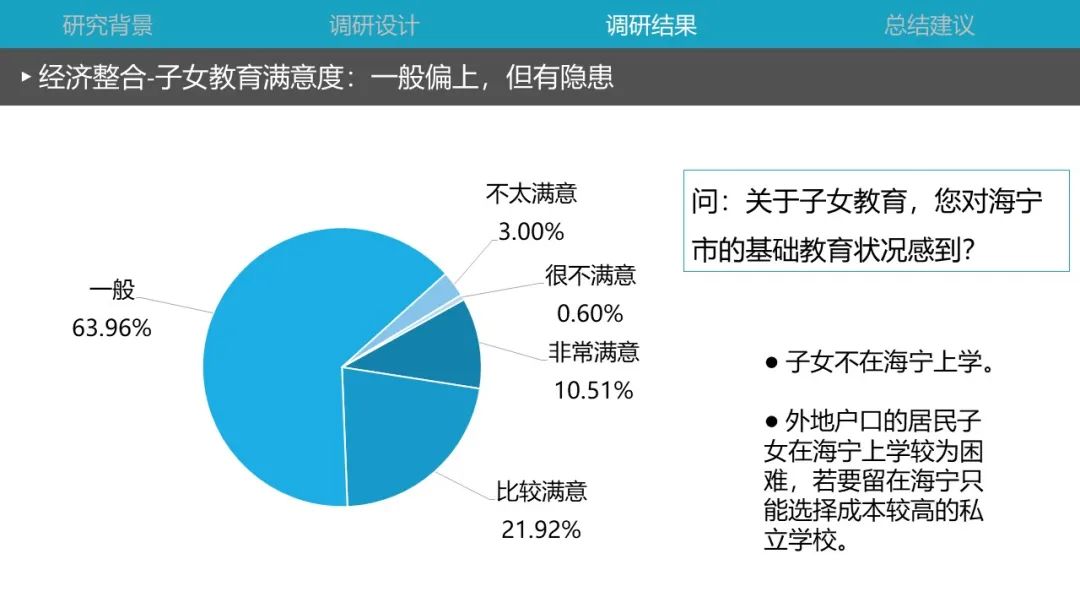 研究背景
调研设计
调研结果
总结建议
经济整合-子女教育满意度：一般偏上，但有隐患
不太满意
3.00%
很不满意
0.60%
一般
63.96%
非常满意
10.51%
比较满意
21.92%
问：关于子女教育，您对海宁
市的基础教育状况感到？
● 子女不在海宁上学。
● 外地户口的居民子
女在海宁上学较为困
难，若要留在海宁只
能选择成本较高的私
立学校。